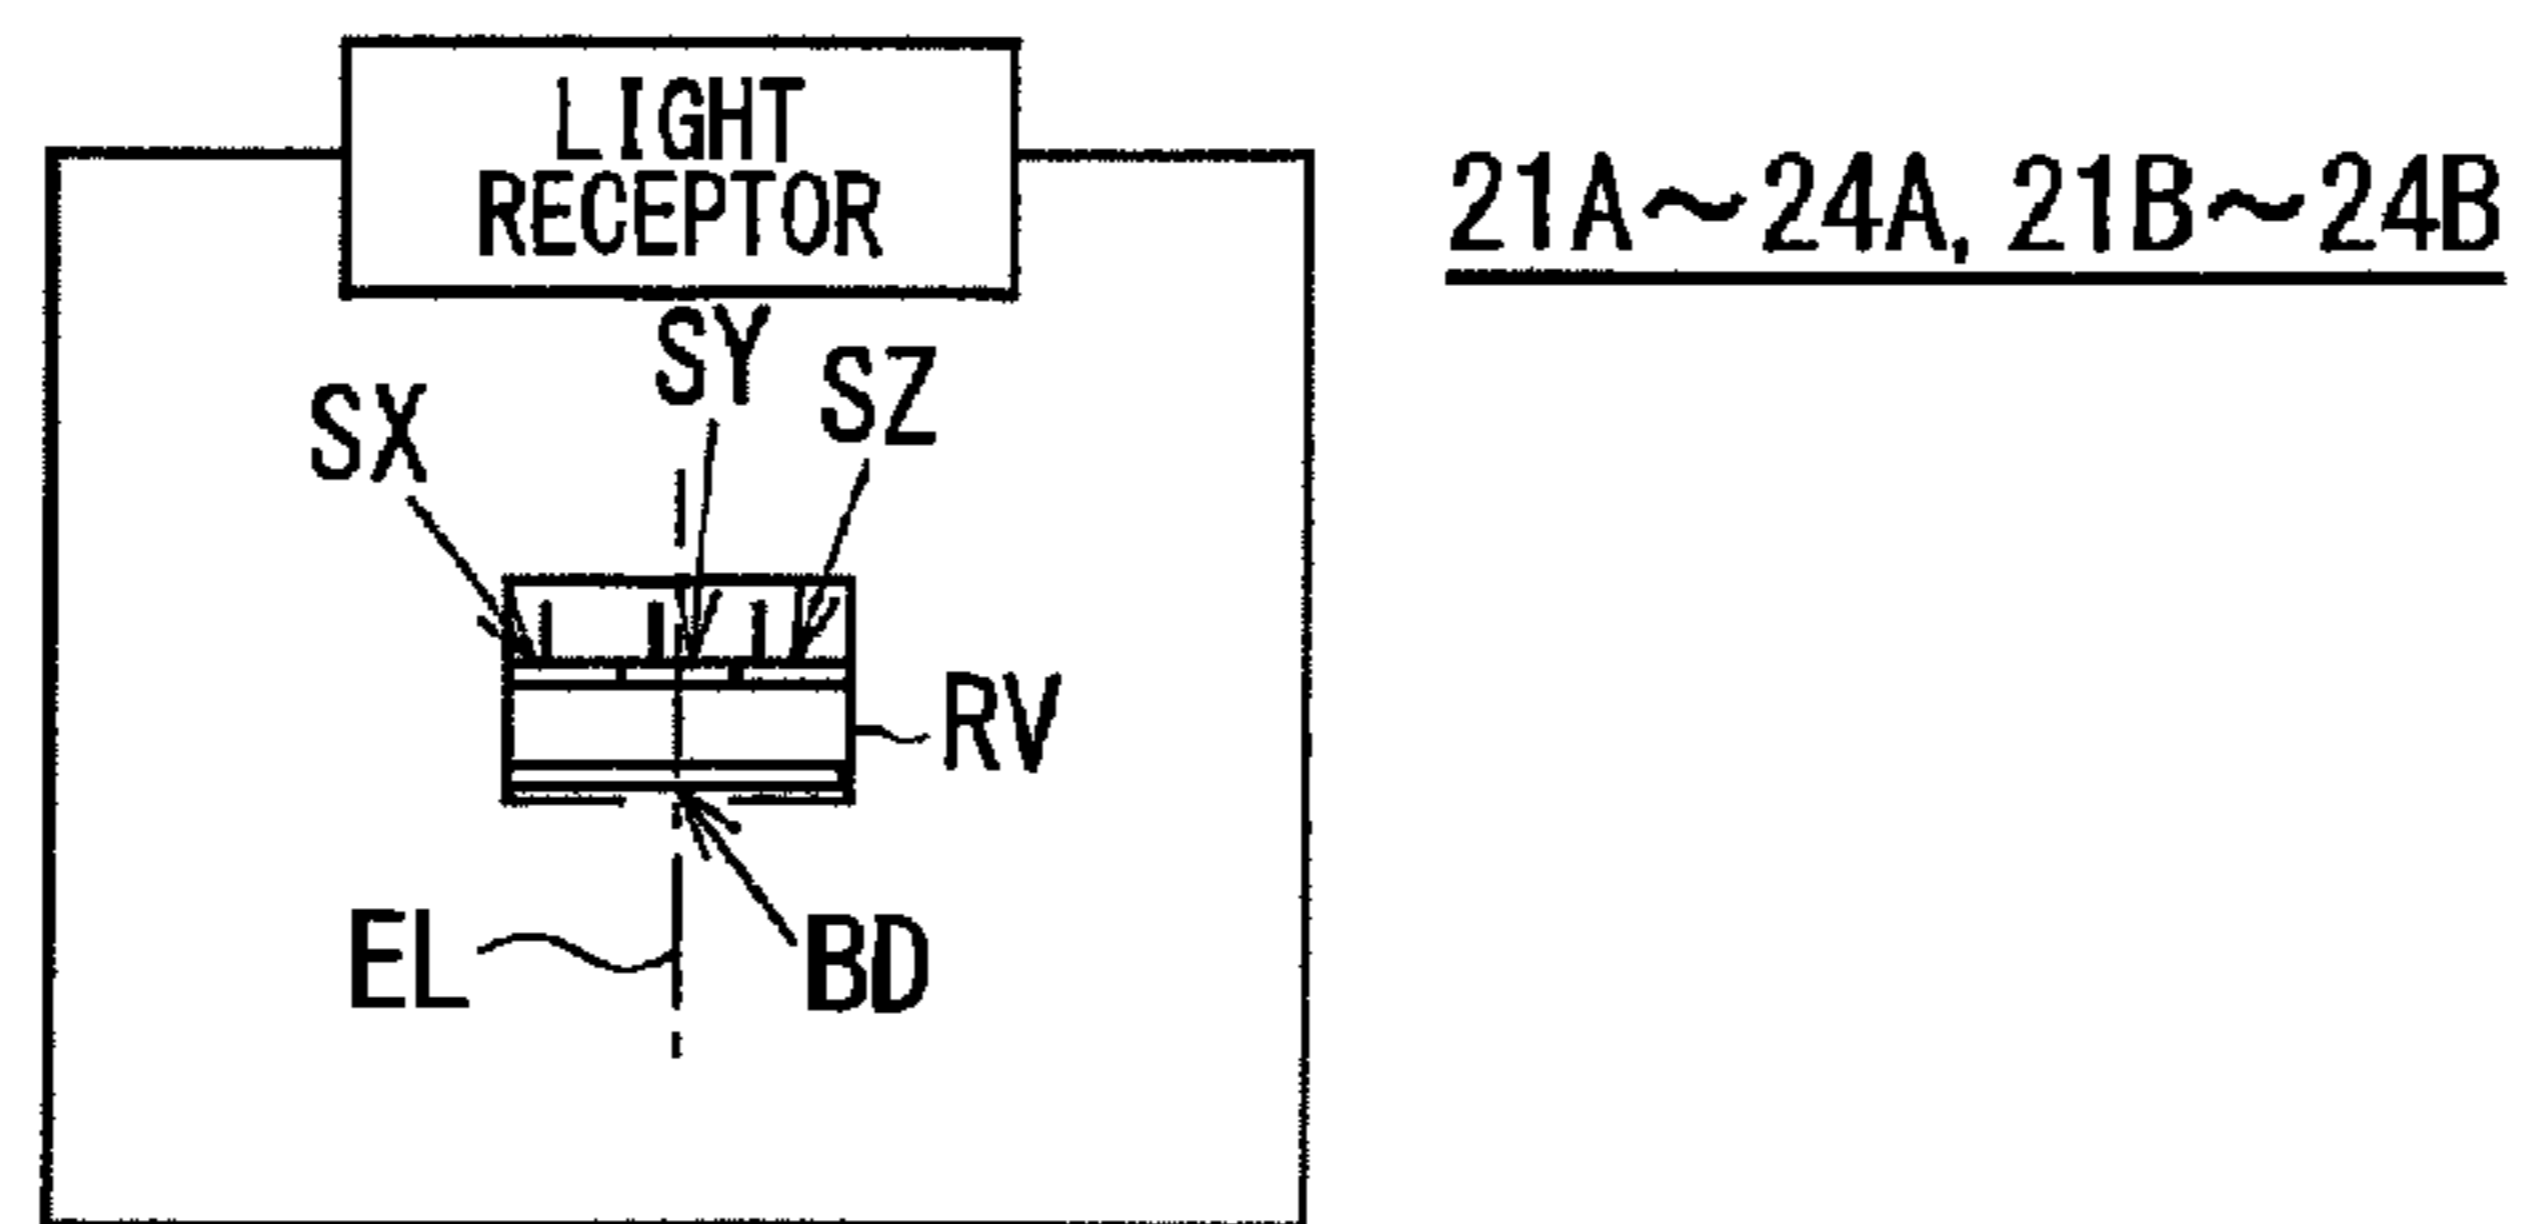 LIGHT
RECEPTOR
21A～24A, 21B～24B
SY
SZ
SX
RV
EL
BD